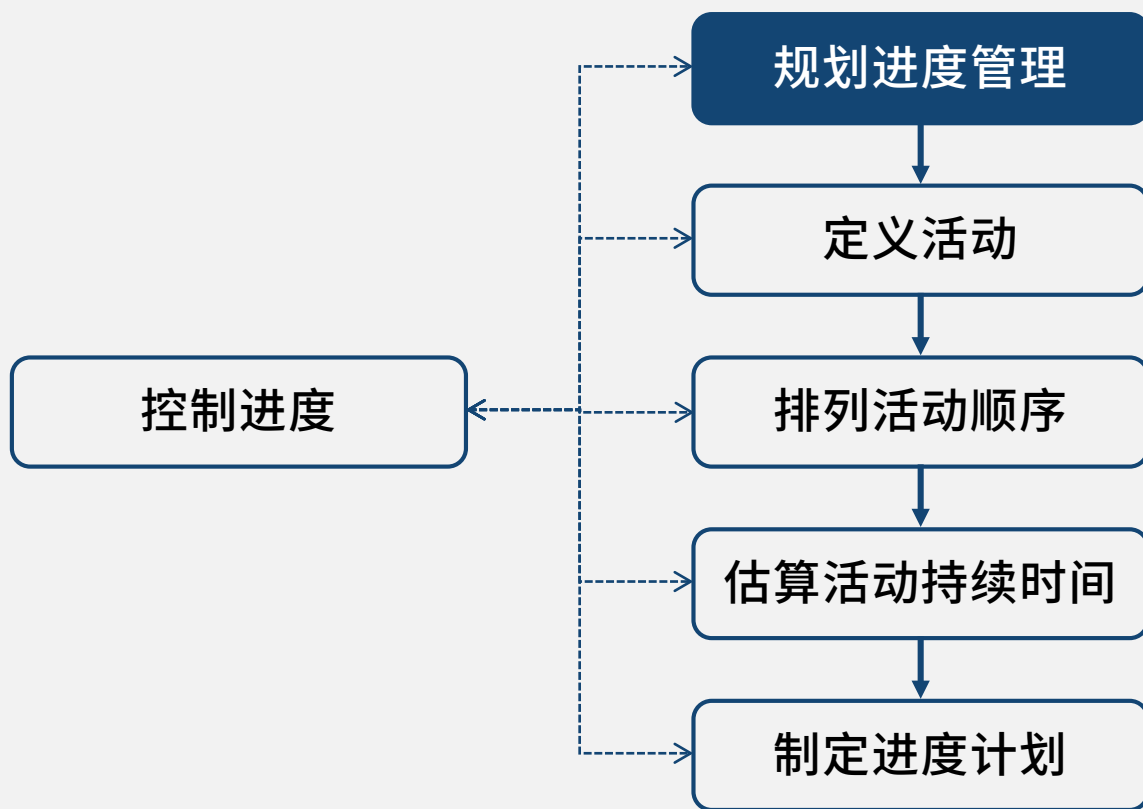 规划进度管理
定义活动
控制进度
排列活动顺序
估算活动持续时间
制定进度计划